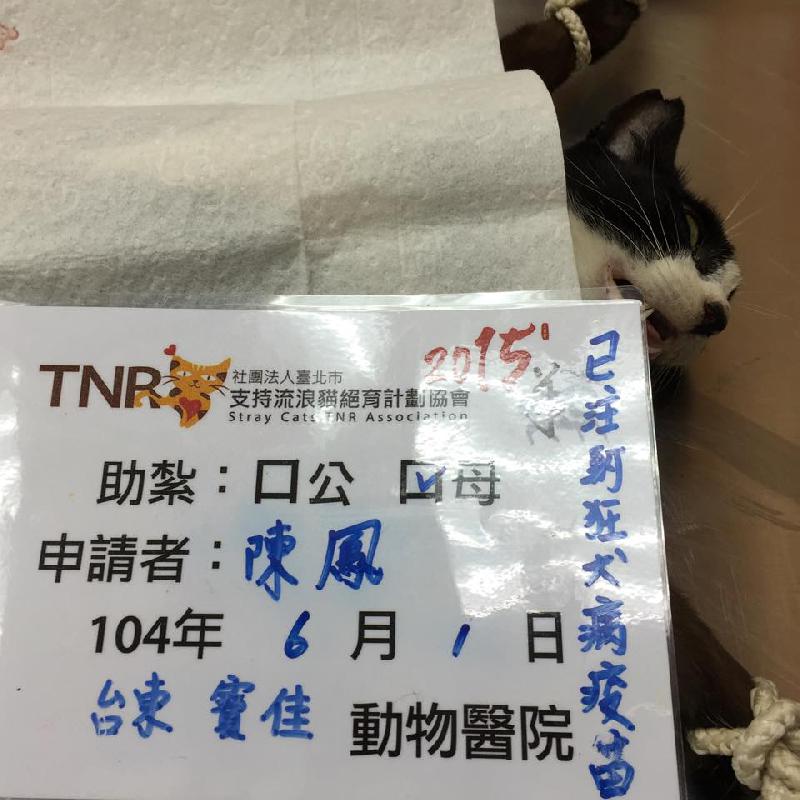 TNR
社團法人臺北市
支持流浪貓絕育計劃協會
Stray Cats TNR Association
2015'
助紮：口公 口母
申請者：陳鳳
104年 6 月 1 日
台東 寶佳 動物醫院
已注射狂犬病疫苗